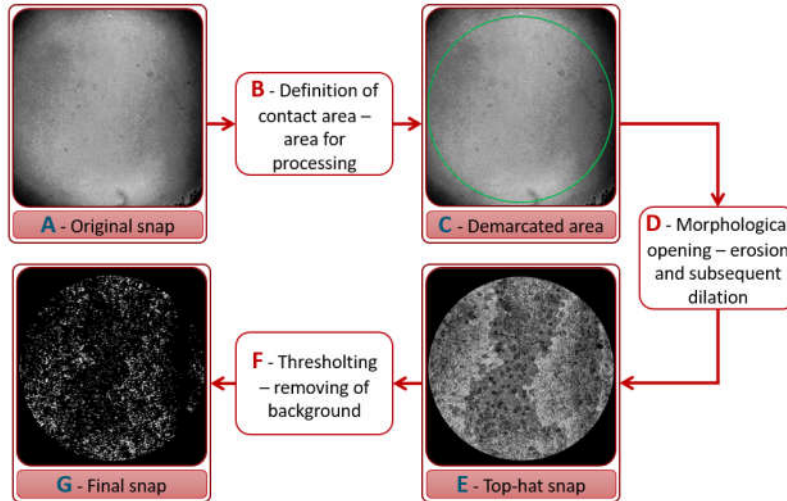 B - Definition of
contact area –
area for
processing
A - Original snap
C - Demarcated area
D - Morphological
opening – erosion
and subsequent
dilation
F - Thresholting
– removing of
background
G - Final snap
E - Top-hat snap